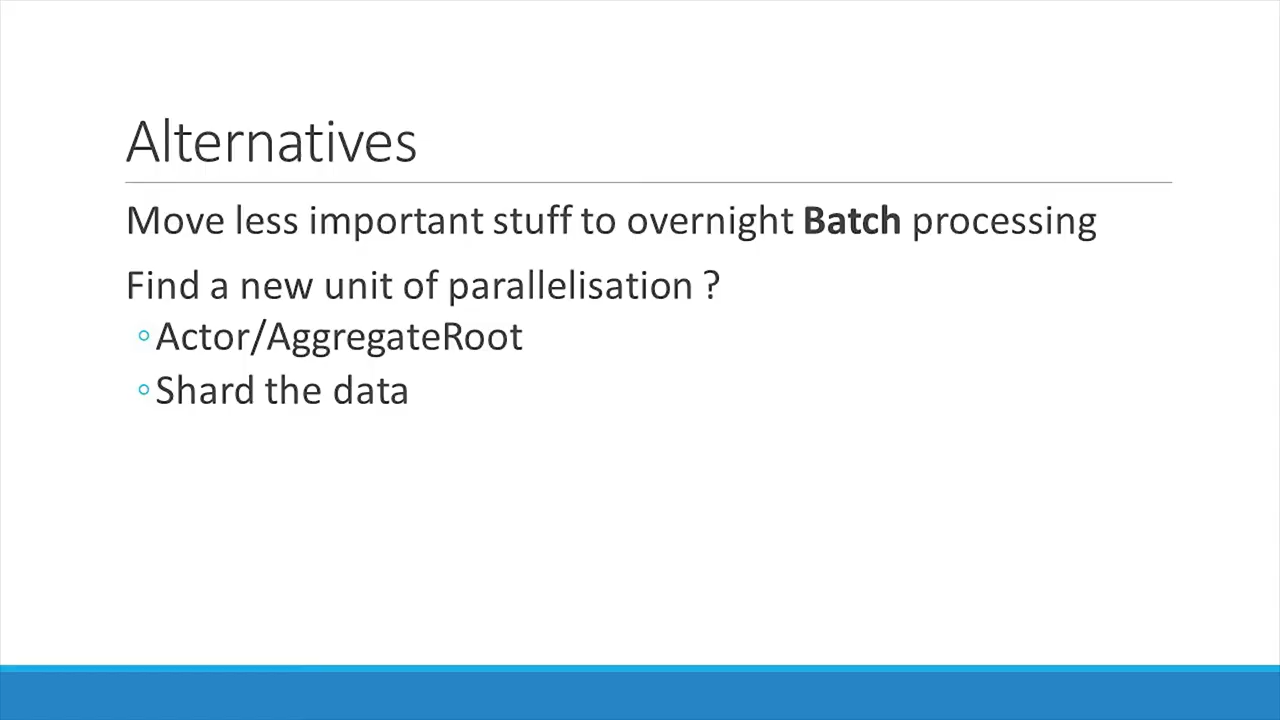 Alternatives
Move less important stuff to overnight Batch processing
Find a new unit of parallelisation ?
◦Actor/AggregateRoot
◦Shard the data